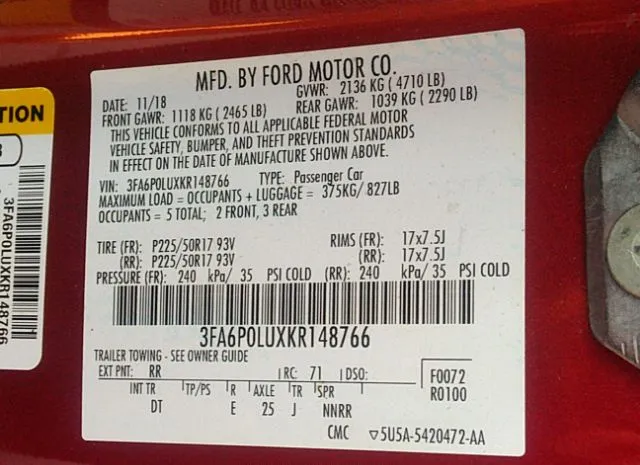 MFD. BY FORD MOTOR CO.
DATE: 11/18 GVWR: 2136 KG ( 4710 LB)
FRONT GAWR: 1118 KG ( 2465 LB) REAR GAWR: 1039 KG ( 2290 LB)
THIS VEHICLE CONFORMS TO ALL APPLICABLE FEDERAL MOTOR
VEHICLE SAFETY, BUMPER, AND THEFT PREVENTION STANDARDS
IN EFFECT ON THE DATE OF MANUFACTURE SHOWN ABOVE.
VIN: 3FA6P0LUXKR148766 TYPE: Passenger Car
MAXIMUM LOAD = OCCUPANTS + LUGGAGE = 375KG/ 827LB
OCCUPANTS = 5 TOTAL; 2 FRONT, 3 REAR
TIRE (FR): P225/50R17 93V RIMS (FR): 17x7.5J
(RR): P225/50R17 93V (RR): 17x7.5J
PRESSURE (FR): 240 kPa/ 35 PSI COLD (RR): 240 kPa/ 35 PSI COLD
3FA6P0LUXKR148766
TRAILER TOWING - SEE OWNER GUIDE
EXT PNT: RR RC: 71 DSO: F0072
R0100
INT TR TP/PS R AXLE TR SPR
DT E 25 J NNRR
CMC ▽5U5A-5420472-AA
TION
3FA6P0LUXKR148766